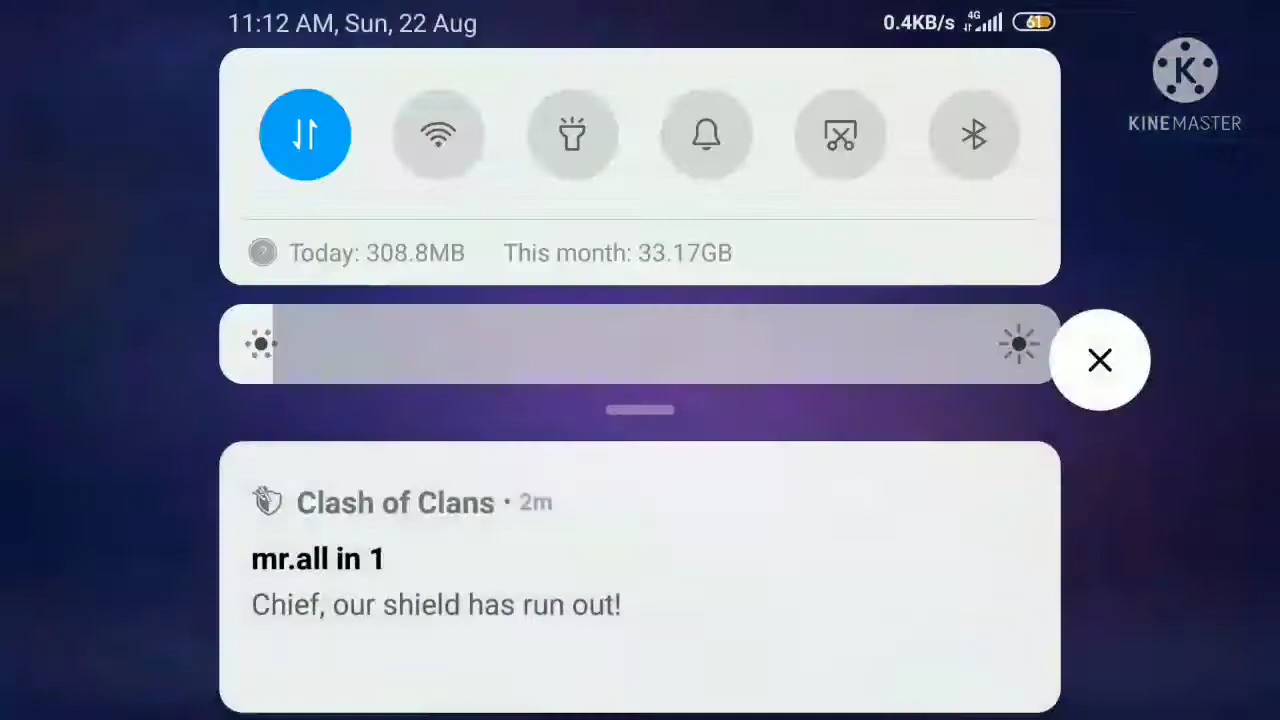 11:12 AM, Sun, 22 Aug
0.4KB/s 4G 61
K
KINEMASTER
Today: 308.8MB This month: 33.17GB
Clash of Clans · 2m
mr.all in 1
Chief, our shield has run out!